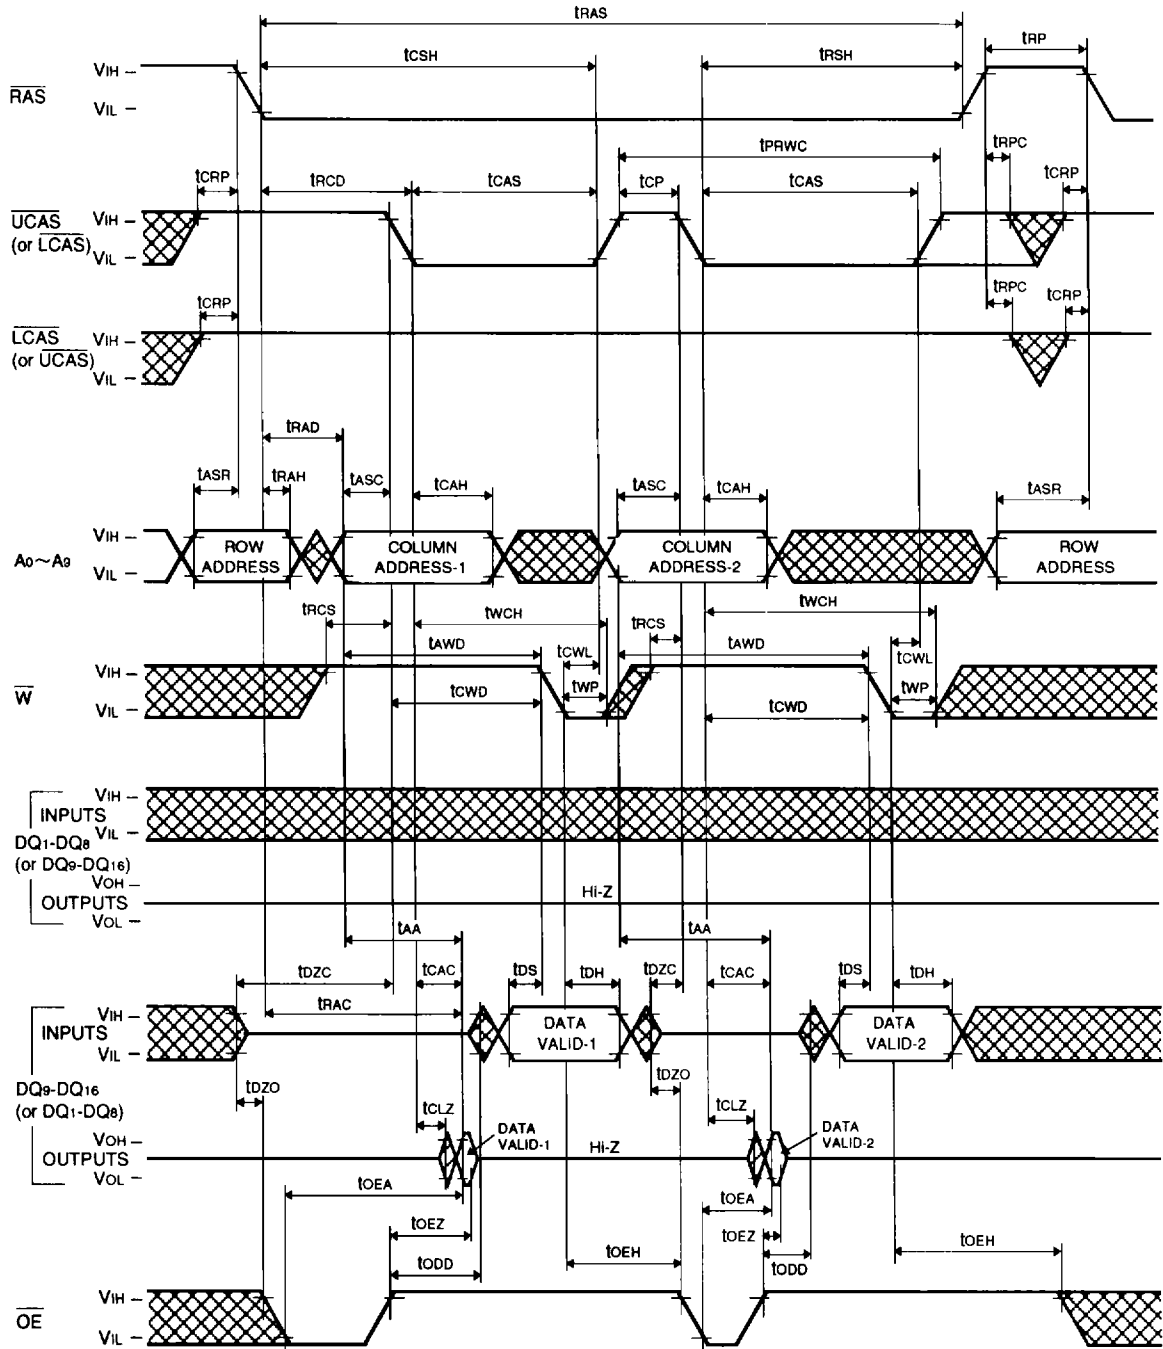 tRAS
tCSH
tRSH
tRP
RAS
VIH
VIL
tPRWC
tRPC
tCRP
tCRP
tRCD
tCAS
tCP
tCAS
UCAS
(or LCAS)
VIH
VIL
tCRP
tRPC
tCRP
LCAS
(or UCAS)
VIH
VIL
tRAD
tASR
tRAH
tASC
tCAH
tASC
tCAH
tASR
A0~A9
VIH
VIL
ROW
ADDRESS
COLUMN
ADDRESS-1
COLUMN
ADDRESS-2
ROW
ADDRESS
tRCS
tWCH
tRCS
tWCH
tAWD
tCWL
tAWD
tCWL
W
VIH
VIL
tCWD
tWP
tCWD
tWP
VIH
INPUTS
VIL
DQ1-DQ8
(or DQ9-DQ16)
VOH
OUTPUTS
VOL
Hi-Z
tAA
tAA
tDZC
tCAC
tDS
tDH
tDZC
tCAC
tDS
tDH
tRAC
VIH
INPUTS
VIL
DATA
VALID-1
DATA
VALID-2
DQ9-DQ16
(or DQ1-DQ8)
tDZO
tDZO
tCLZ
tCLZ
VOH
OUTPUTS
VOL
DATA
VALID-1
Hi-Z
DATA
VALID-2
tOEA
tOEA
tOEZ
tOEZ
tODD
tOEH
tODD
tOEH
OE
VIH
VIL